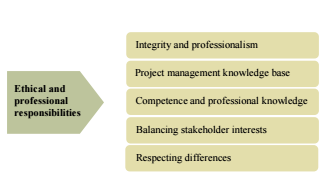 Ethical and
professional
responsibilities
Integrity and professionalism
Project management knowledge base
Competence and professional knowledge
Balancing stakeholder interests
Respecting differences